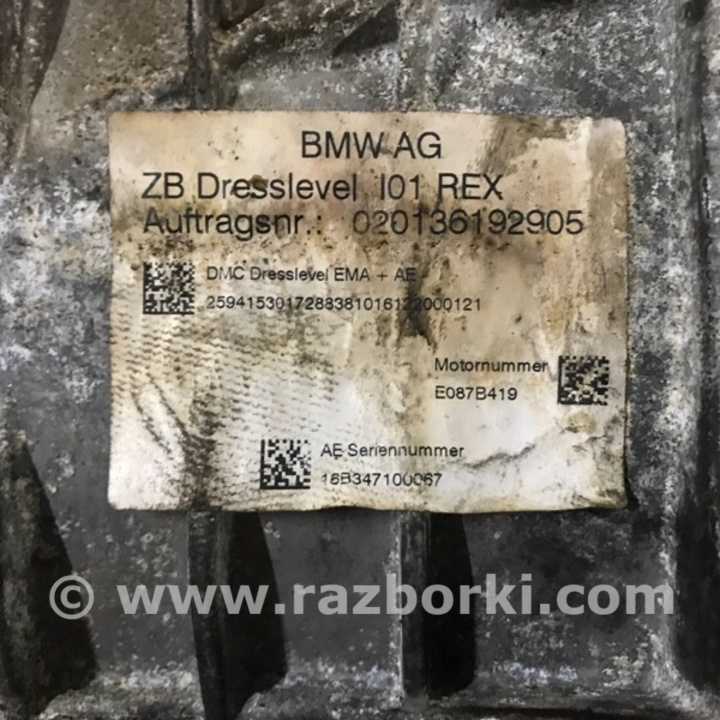 BMW AG
ZB Dresslevel I01 REX
Auftragsnr.: 020136192905
DMC Dresslevel EMA + AE
Motornummer
E087B419
AE Seriennummer
16B347100067
© www.razborki.com